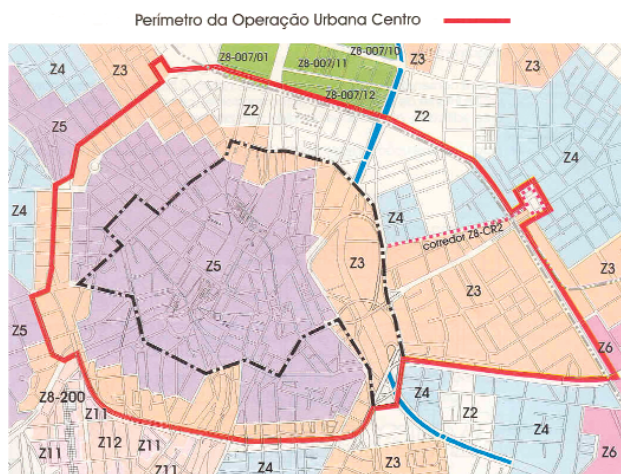 Perímetro da Operação Urbana Centro
Z8-007/10
Z3
Z4
Z3
Z8-007/01
Z8-007/11
Z3
Z8-007/12
Z2
Z2
Z5
Z4
Z4
Z4
corredor Z8-CR2
Z5
Z3
Z3
Z3
Z5
Z6
Z8-200
Z4
Z11
Z2
Z11
Z12
Z11
Z4
Z11
Z4
Z3
Z6